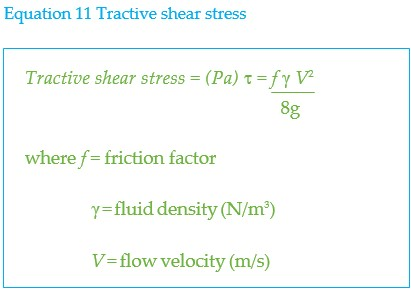 Equation 11 Tractive shear stress
Tractive shear stress = (Pa) τ = f γ V²
8g
where f = friction factor
γ = fluid density (N/m³)
V = flow velocity (m/s)